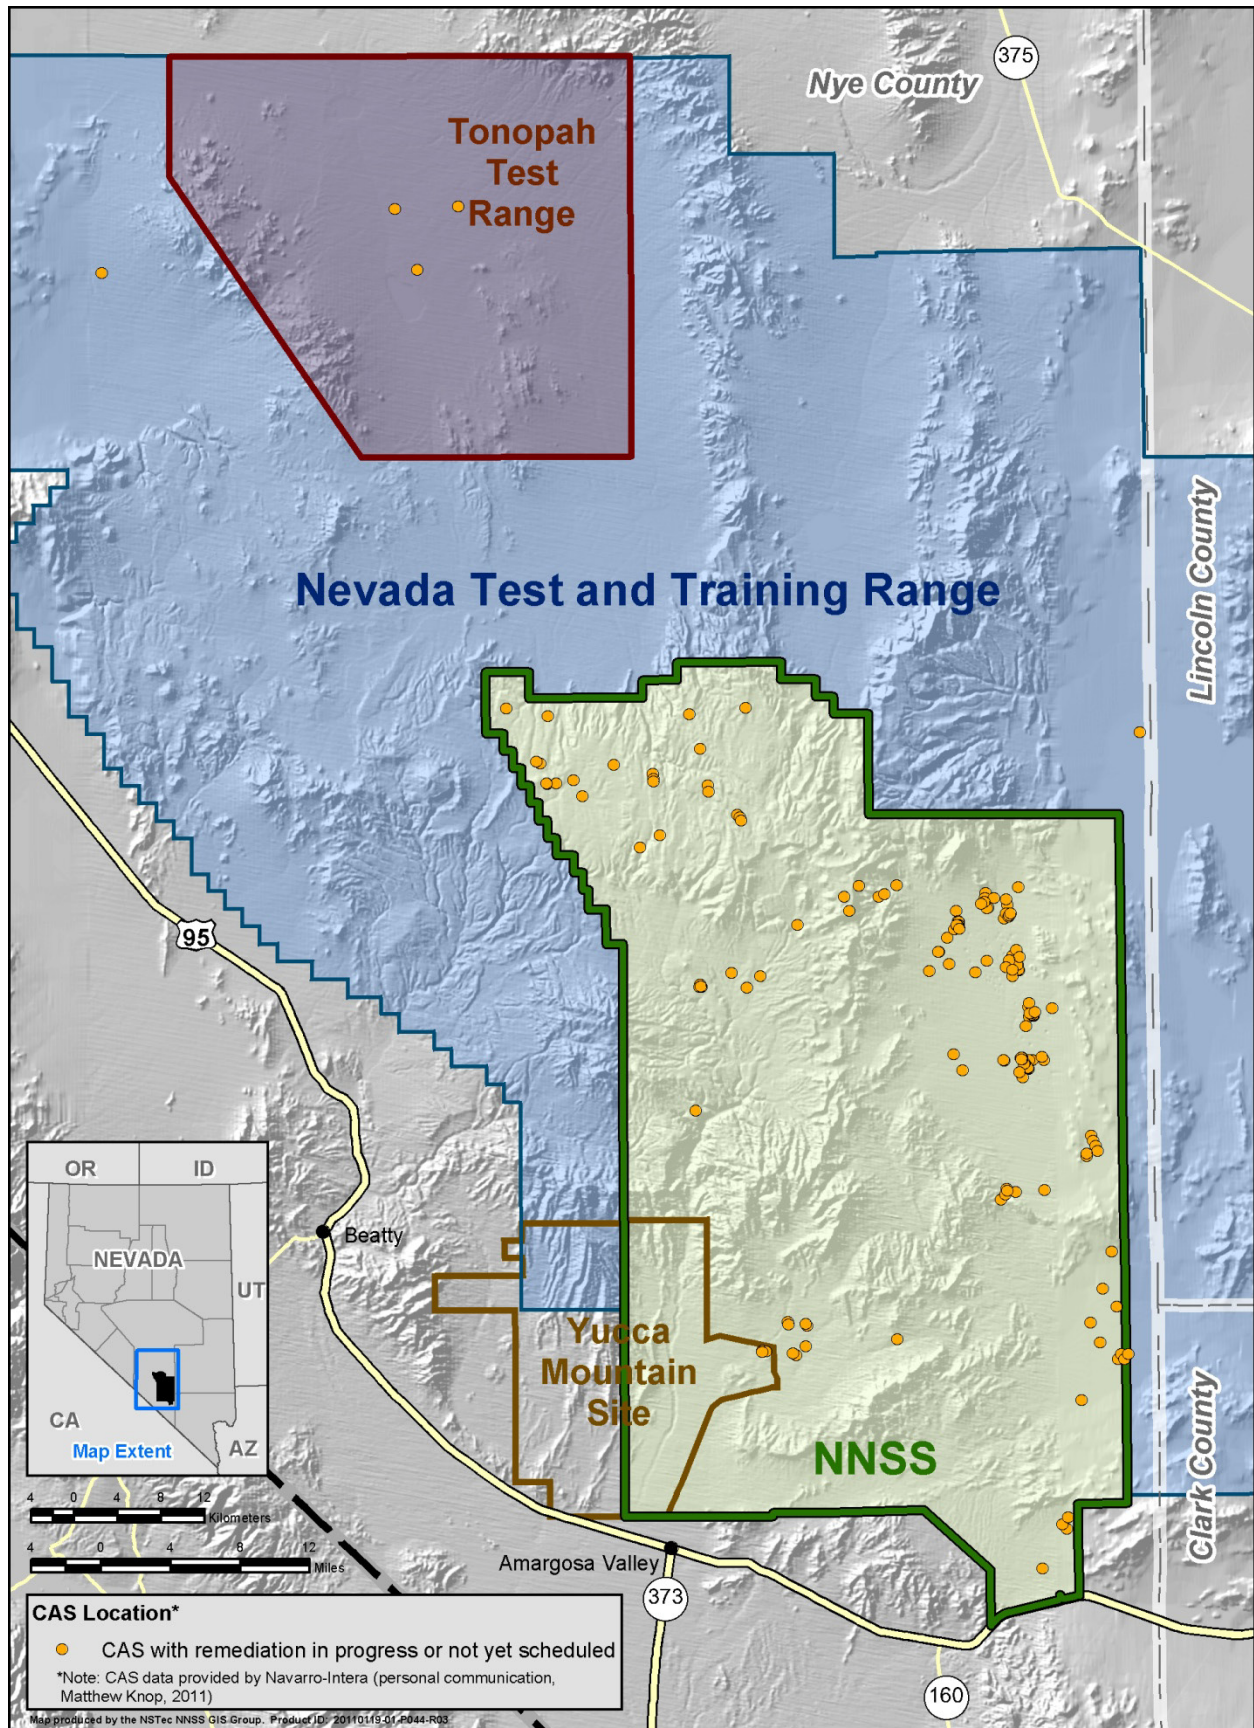 375
Nye County
Tonopah
Test
Range
Nevada Test and Training Range
Lincoln County
95
Beatty
OR
ID
NEVADA
UT
CA
AZ
Map Extent
Yucca
Mountain
Site
NNSS
Clark County
4 0 4 8 12
Kilometers
4 0 4 8 12
Miles
Amargosa Valley
373
160
CAS Location*
CAS with remediation in progress or not yet scheduled
*Note: CAS data provided by Navarro-Intera (personal communication,
Matthew Knop, 2011)
Map produced by the NSTec NNSS GIS Group. Product ID: 20110119-01-P044-R03